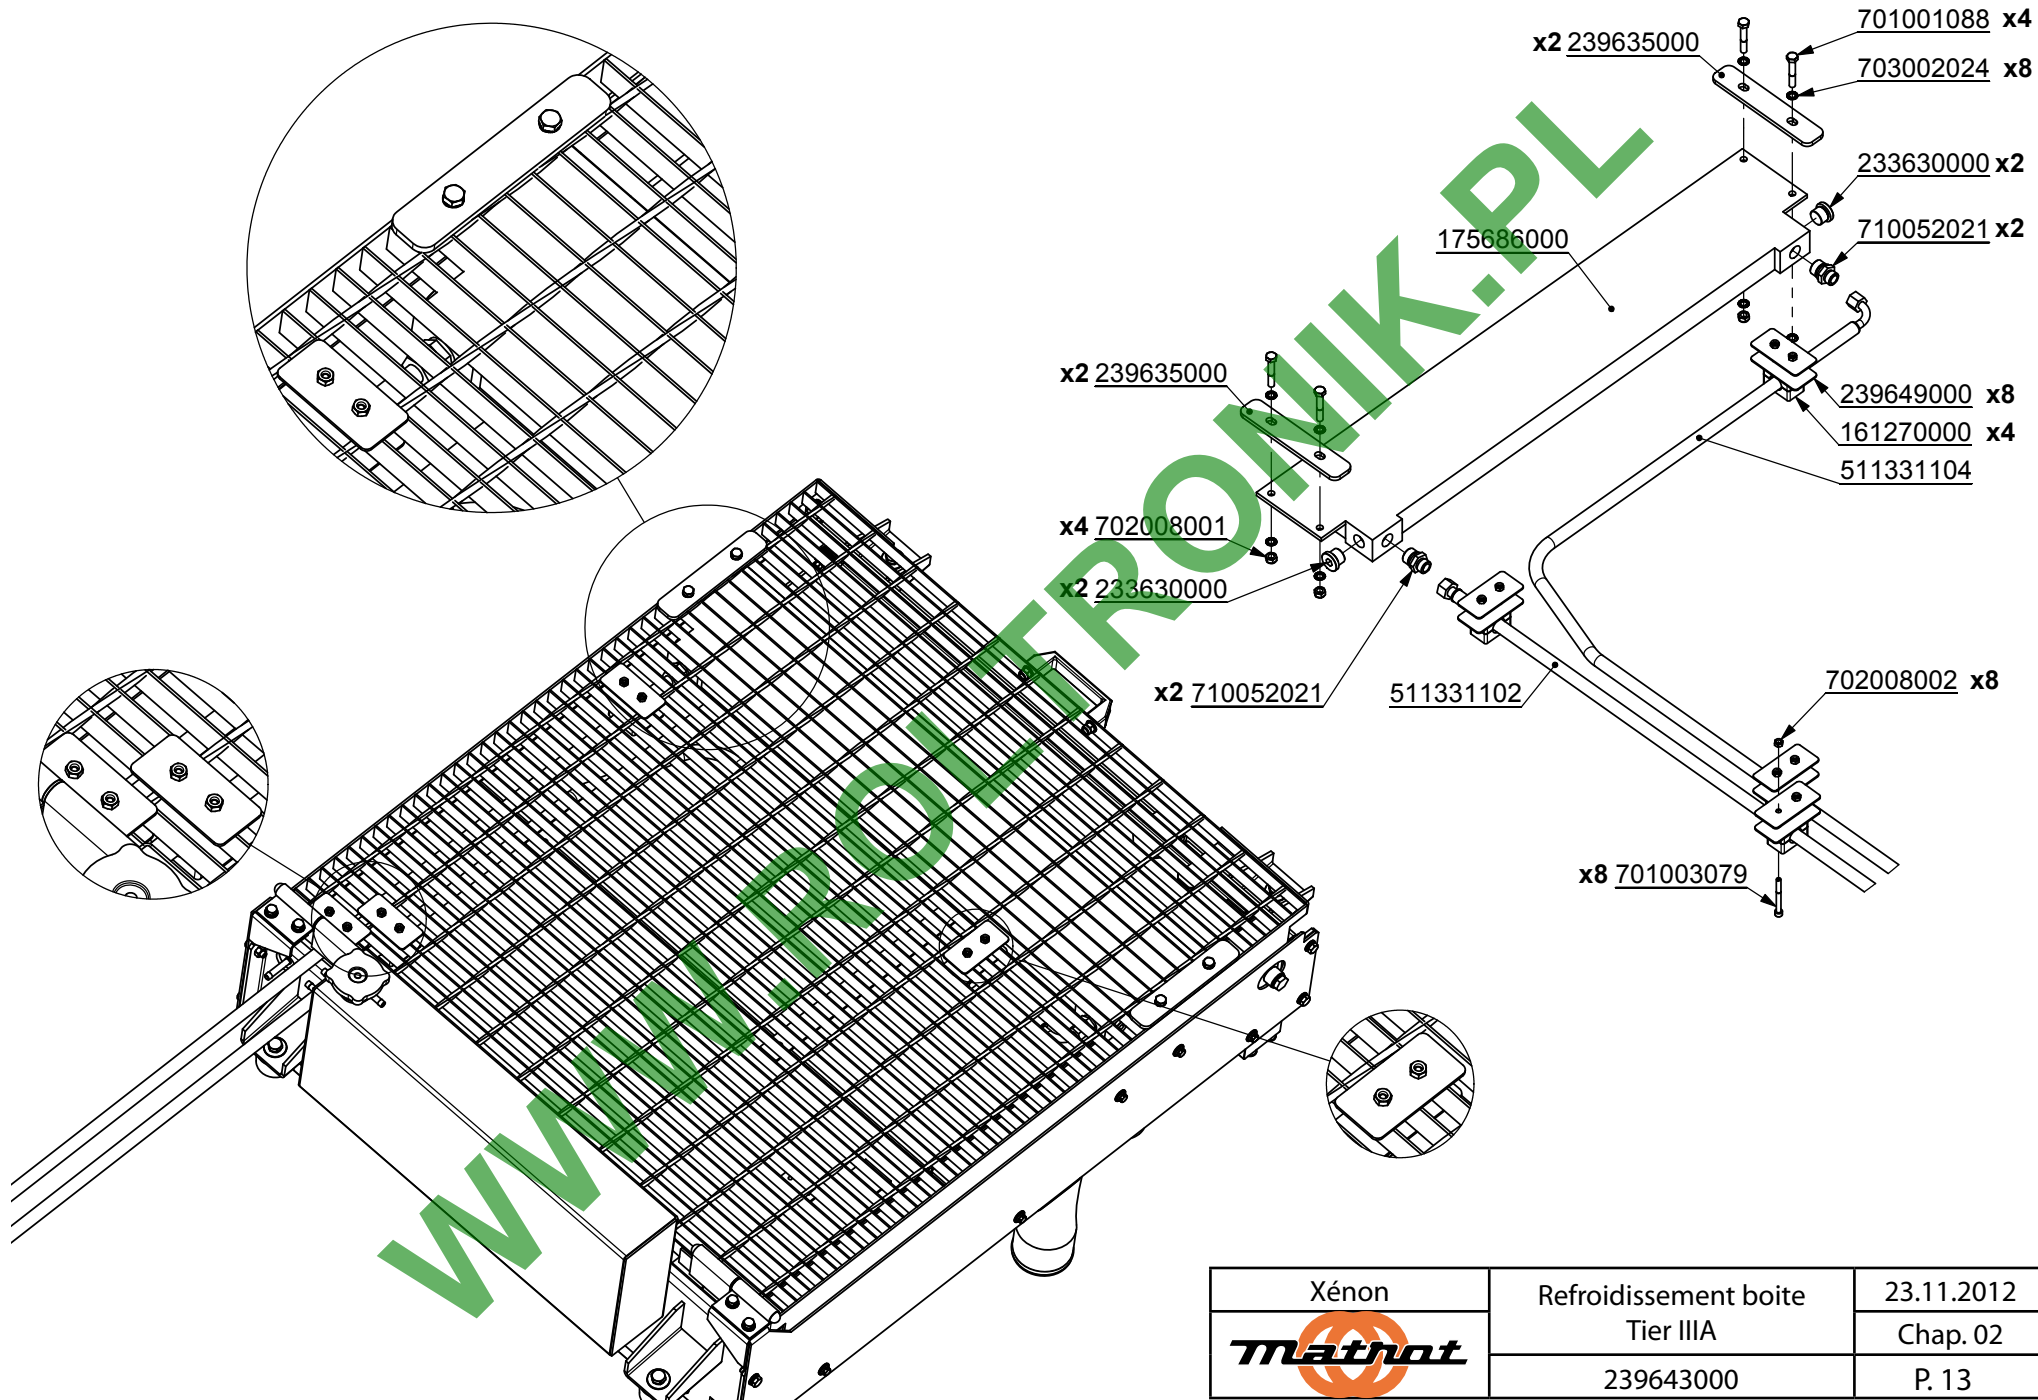 701001088 x4
x2 239635000
703002024 x8
233630000 x2
710052021 x2
175686000
x2 239635000
239649000 x8
161270000 x4
511331104
x4 702008001
x2 233630000
x2 710052021
511331102
702008002 x8
x8 701003079
WWW.ROLTRONIK.PL
Xénon
Refroidissement boite
Tier IIIA
23.11.2012
matrot
Chap. 02
239643000
P. 13